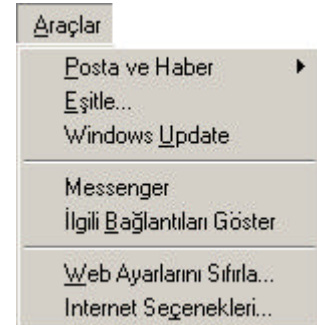 Araçlar
Posta ve Haber
Eşitle...
Windows Update
Messenger
İlgili Bağlantıları Göster
Web Ayarlarını Sıfırla...
Internet Seçenekleri...